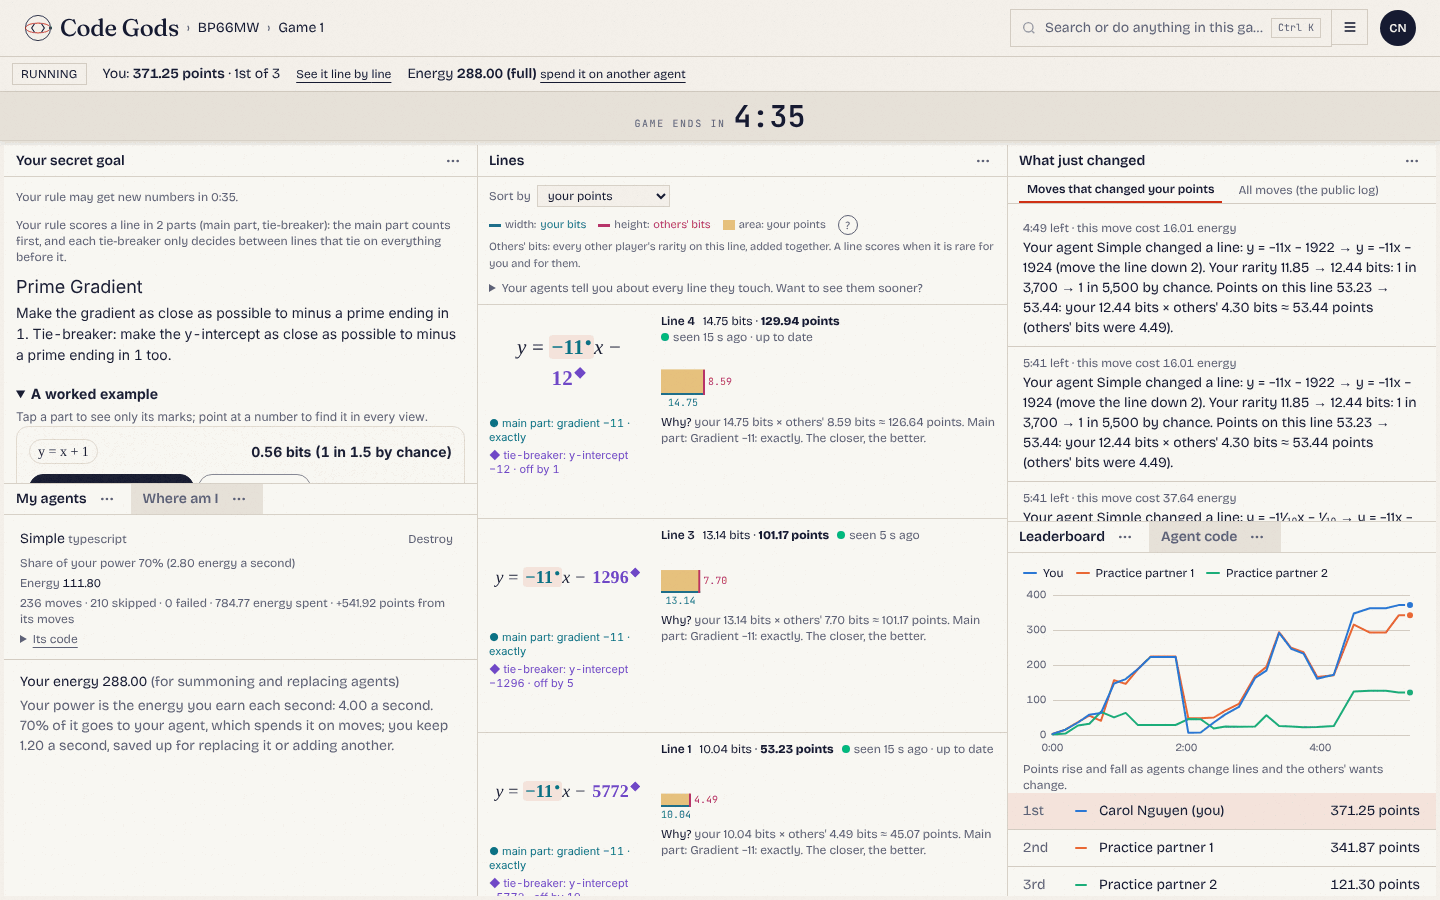 Code Gods › BP66MW › Game 1
Search or do anything in this ga... Ctrl K ≡ CN
RUNNING You: 371.25 points · 1st of 3 See it line by line Energy 288.00 (full) spend it on another agent
GAME ENDS IN 4:35
Your secret goal ···
Your rule may get new numbers in 0:35.
Your rule scores a line in 2 parts (main part, tie-breaker): the main part counts
first, and each tie-breaker only decides between lines that tie on everything
before it.
Prime Gradient
Make the gradient as close as possible to minus a prime ending in
1. Tie-breaker: make the y-intercept as close as possible to minus
a prime ending in 1 too.
▼ A worked example
Tap a part to see only its marks; point at a number to find it in every view.
y = x + 1 0.56 bits (1 in 1.5 by chance)
My agents ··· Where am I ···
Simple typescript Destroy
Share of your power 70% (2.80 energy a second)
Energy 111.80
236 moves · 210 skipped · 0 failed · 784.77 energy spent · +541.92 points from
its moves
▶ Its code
Your energy 288.00 (for summoning and replacing agents)
Your power is the energy you earn each second: 4.00 a second.
70% of it goes to your agent, which spends it on moves; you keep
1.20 a second, saved up for replacing it or adding another.
Lines ···
Sort by your points
width: your bits height: others' bits area: your points ?
Others' bits: every other player's rarity on this line, added together. A line scores when it is rare for
you and for them.
▶ Your agents tell you about every line they touch. Want to see them sooner?
y = −11●x −
12◆
● main part: gradient −11 ·
exactly
◆ tie-breaker: y-intercept
−12 · off by 1
Line 4 14.75 bits · 129.94 points
seen 15 s ago · up to date
8.59
14.75
Why? your 14.75 bits × others' 8.59 bits ≈ 126.64 points. Main
part: Gradient −11: exactly. The closer, the better.
y = −11●x − 1296◆
● main part: gradient −11 ·
exactly
◆ tie-breaker: y-intercept
−1296 · off by 5
Line 3 13.14 bits · 101.17 points seen 5 s ago
7.70
13.14
Why? your 13.14 bits × others' 7.70 bits ≈ 101.17 points. Main
part: Gradient −11: exactly. The closer, the better.
y = −11●x − 5772◆
● main part: gradient −11 ·
exactly
◆ tie-breaker: y-intercept
Line 1 10.04 bits · 53.23 points seen 15 s ago · up to date
4.49
10.04
Why? your 10.04 bits × others' 4.49 bits ≈ 45.07 points. Main
part: Gradient −11: exactly. The closer, the better.
What just changed ···
Moves that changed your points All moves (the public log)
4:49 left · this move cost 16.01 energy
Your agent Simple changed a line: y = −11x − 1922 → y = −11x −
1924 (move the line down 2). Your rarity 11.85 → 12.44 bits: 1 in
3,700 → 1 in 5,500 by chance. Points on this line 53.23 →
53.44: your 12.44 bits × others' 4.30 bits ≈ 53.44 points
(others' bits were 4.49).
5:41 left · this move cost 16.01 energy
Your agent Simple changed a line: y = −11x − 1922 → y = −11x −
1924 (move the line down 2). Your rarity 11.85 → 12.44 bits: 1 in
3,700 → 1 in 5,500 by chance. Points on this line 53.23 →
53.44: your 12.44 bits × others' 4.30 bits ≈ 53.44 points
(others' bits were 4.49).
5:41 left · this move cost 37.64 energy
Your agent Simple changed a line:
Leaderboard ··· Agent code ···
You Practice partner 1 Practice partner 2
400
300
200
100
0
0:00 2:00 4:00
Points rise and fall as agents change lines and the others' wants
change.
1st Carol Nguyen (you) 371.25 points
2nd Practice partner 1 341.87 points
3rd Practice partner 2 121.30 points